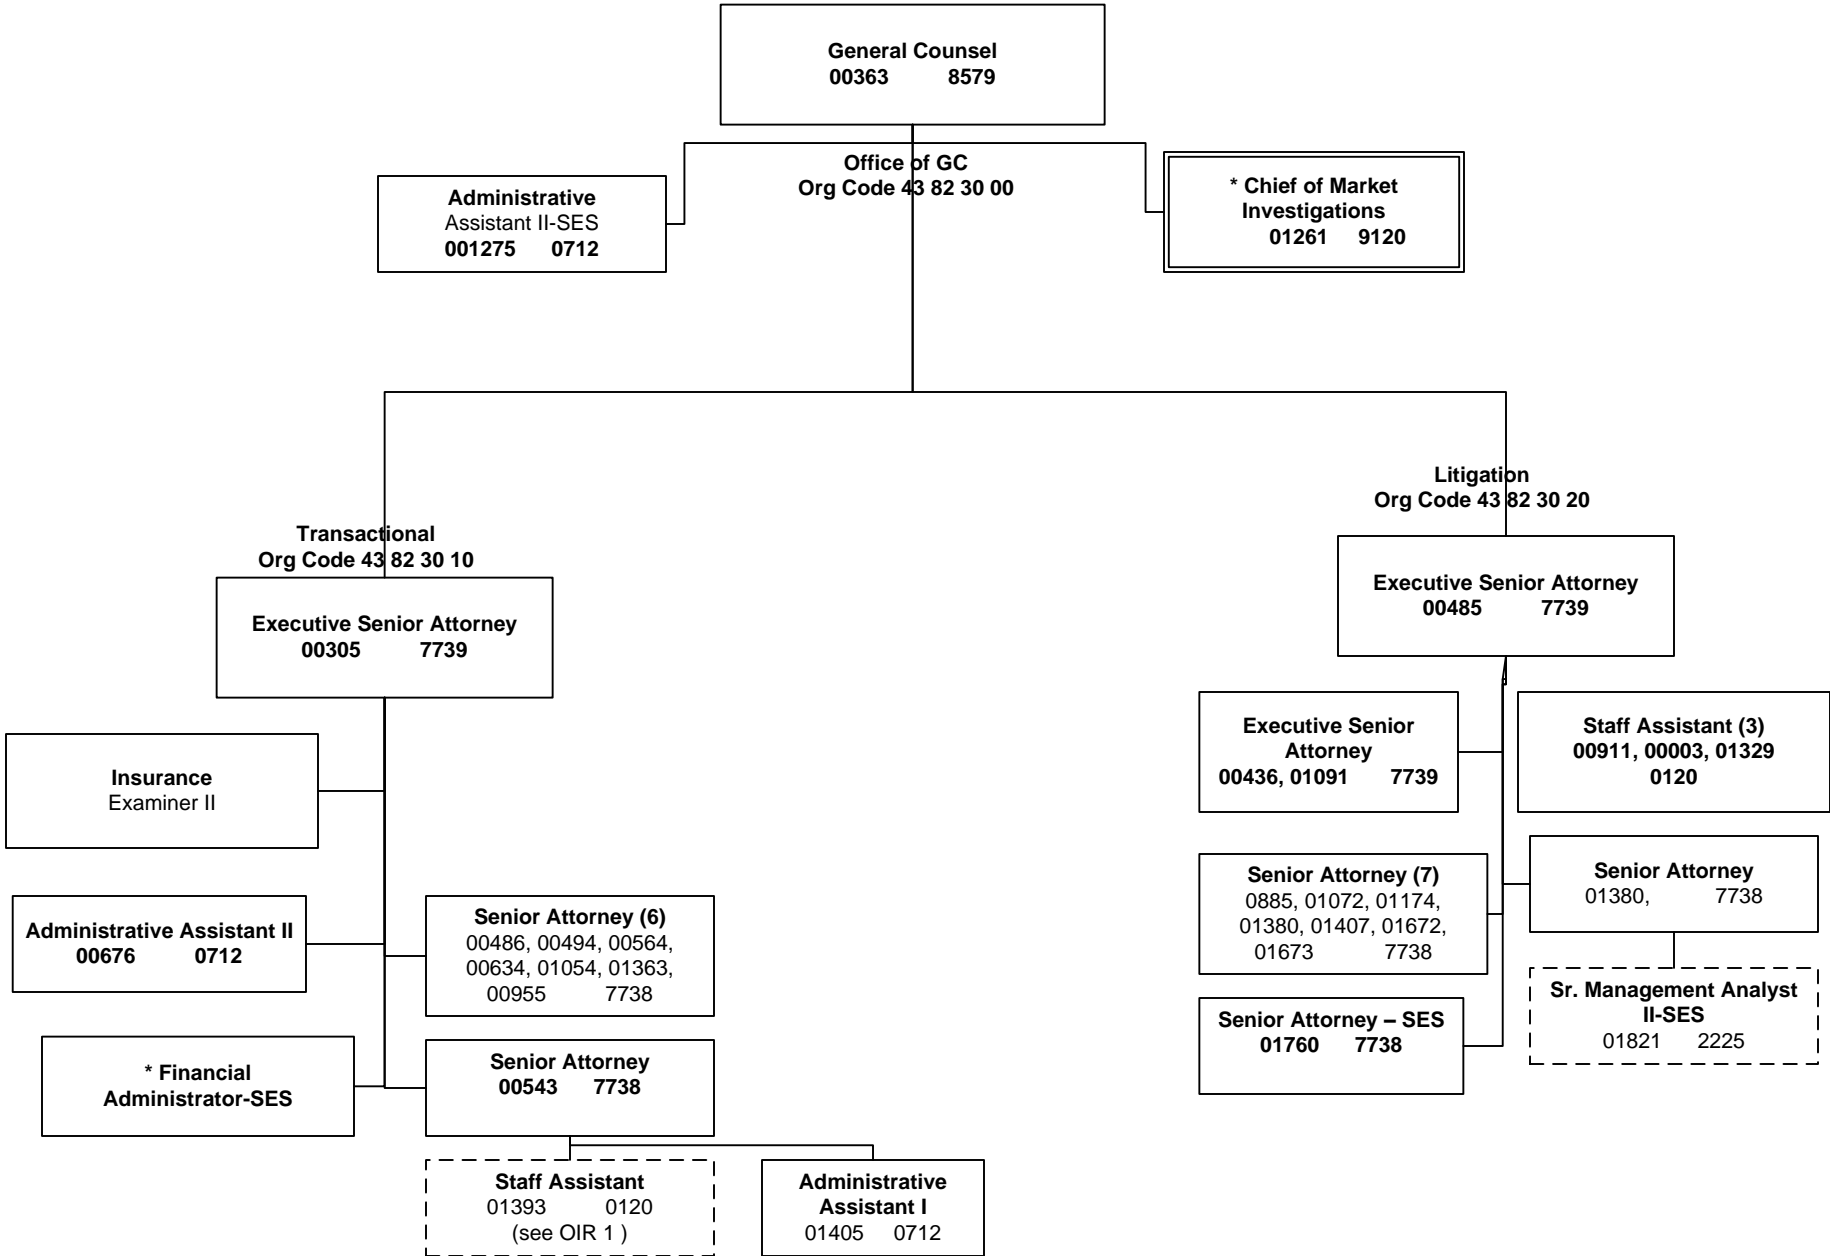 General Counsel
00363 8579
Office of GC
Org Code 43 82 30 00
Administrative
Assistant II-SES
001275 0712
* Chief of Market
Investigations
01261 9120
Transactional
Org Code 43 82 30 10
Executive Senior Attorney
00305 7739
Insurance
Examiner II
Administrative Assistant II
00676 0712
* Financial
Administrator-SES
Senior Attorney (6)
00486, 00494, 00564,
00634, 01054, 01363,
00955 7738
Senior Attorney
00543 7738
Staff Assistant
01393 0120
(see OIR 1 )
Administrative
Assistant I
01405 0712
Litigation
Org Code 43 82 30 20
Executive Senior Attorney
00485 7739
Executive Senior
Attorney
00436, 01091 7739
Staff Assistant (3)
00911, 00003, 01329
0120
Senior Attorney (7)
0885, 01072, 01174,
01380, 01407, 01672,
01673 7738
Senior Attorney
01380, 7738
Senior Attorney – SES
01760 7738
Sr. Management Analyst
II-SES
01821 2225